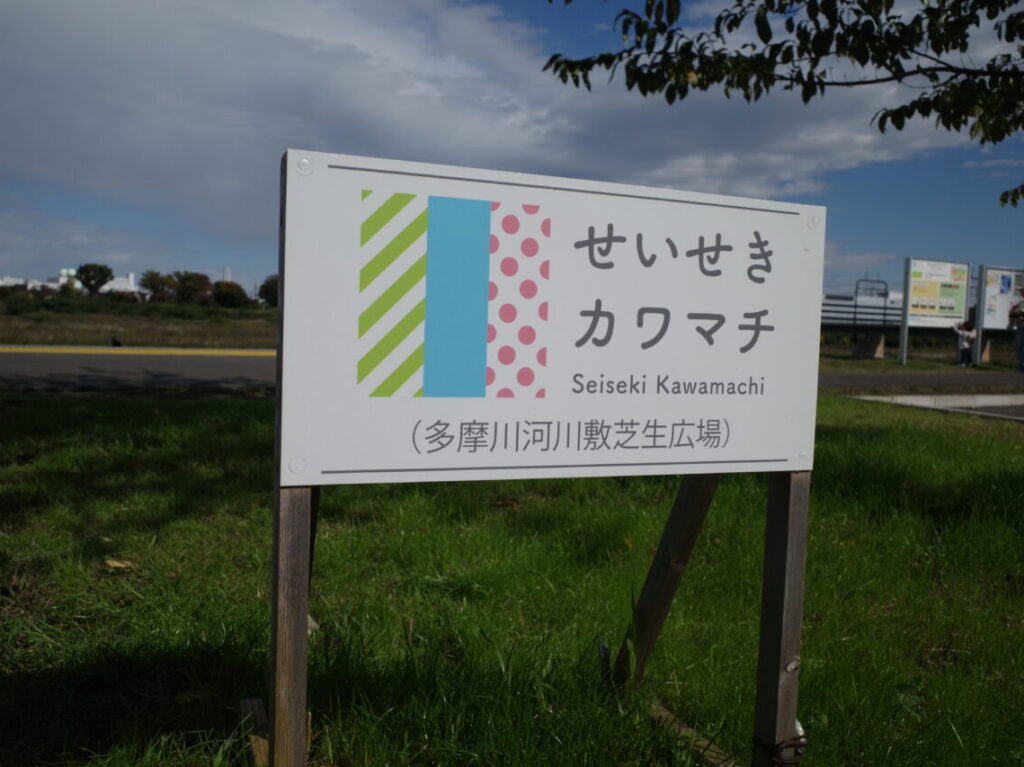 せいせき
カワマチ
Seiseki Kawamachi
（多摩川河川敷芝生広場）